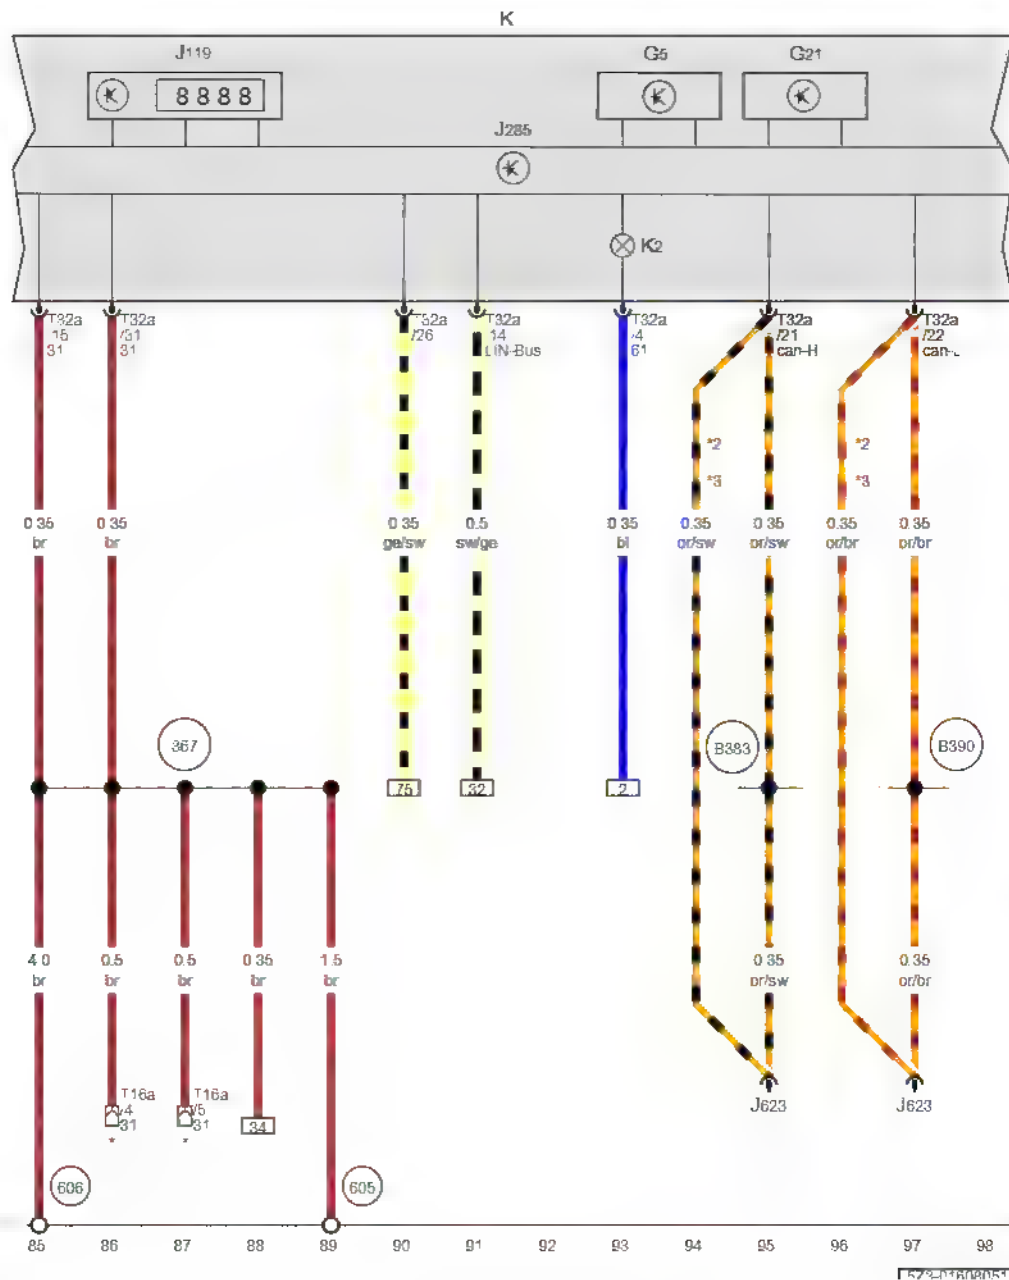 K
J119
G5
G21
8888
J285
K2
T32a
31
T32a
/31
31
T32a
/26
T32a
T32a
/4
61
T32a
/21
can-H
T32a
/22
*2
*2
*3
*3
0.35
0.35
0.35
0.5
0.35
0.35
0.35
0.35
0.35
br
br
ge/sw
sw/ge
bl
or/sw
or/sw
or/br
or/br
367
B383
B390
75
32
2
4.0
0.5
0.5
0.35
1.5
0.35
0.35
br
br
br
br
br
or/sw
or/br
T16a
/4
31
*
T16a
/5
31
*
34
J623
J623
606
605
85 86 87 88 89 90 91 92 93 94 95 96 97 98